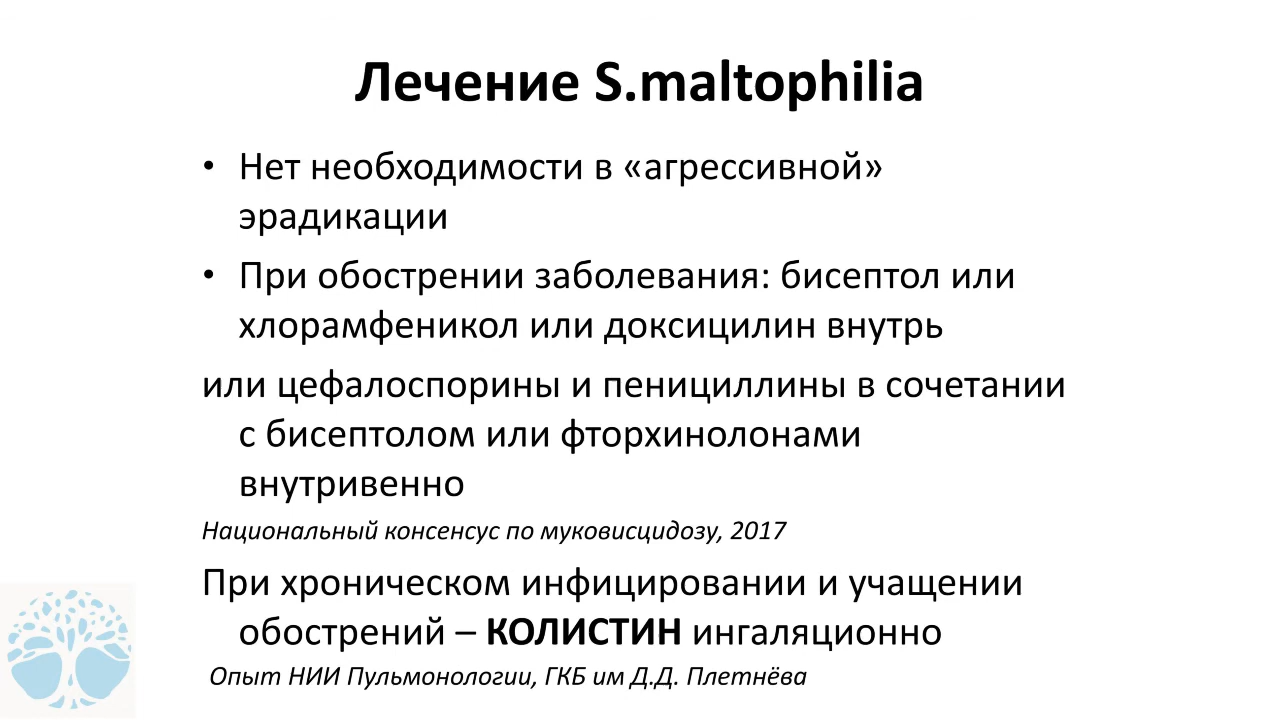 Лечение S.maltophilia
• Нет необходимости в «агрессивной»
эрадикации
• При обострении заболевания: бисептол или
хлорамфеникол или доксицилин внутрь
или цефалоспорины и пенициллины в сочетании
с бисептолом или фторхинолонами
внутривенно
Национальный консенсус по муковисцидозу, 2017
При хроническом инфицировании и учащении
обострений – КОЛИСТИН ингаляционно
Опыт НИИ Пульмонологии, ГКБ им Д.Д. Плетнёва